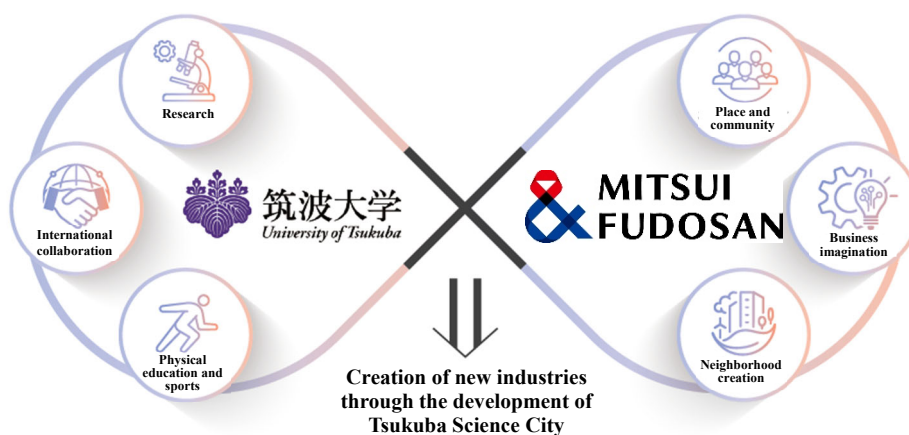 Research
International
collaboration
Physical
education and
sports
筑波大学
University of Tsukuba
MITSUI
FUDOSAN
Place and
community
Business
imagination
Neighborhood
creation
Creation of new industries
through the development of
Tsukuba Science City